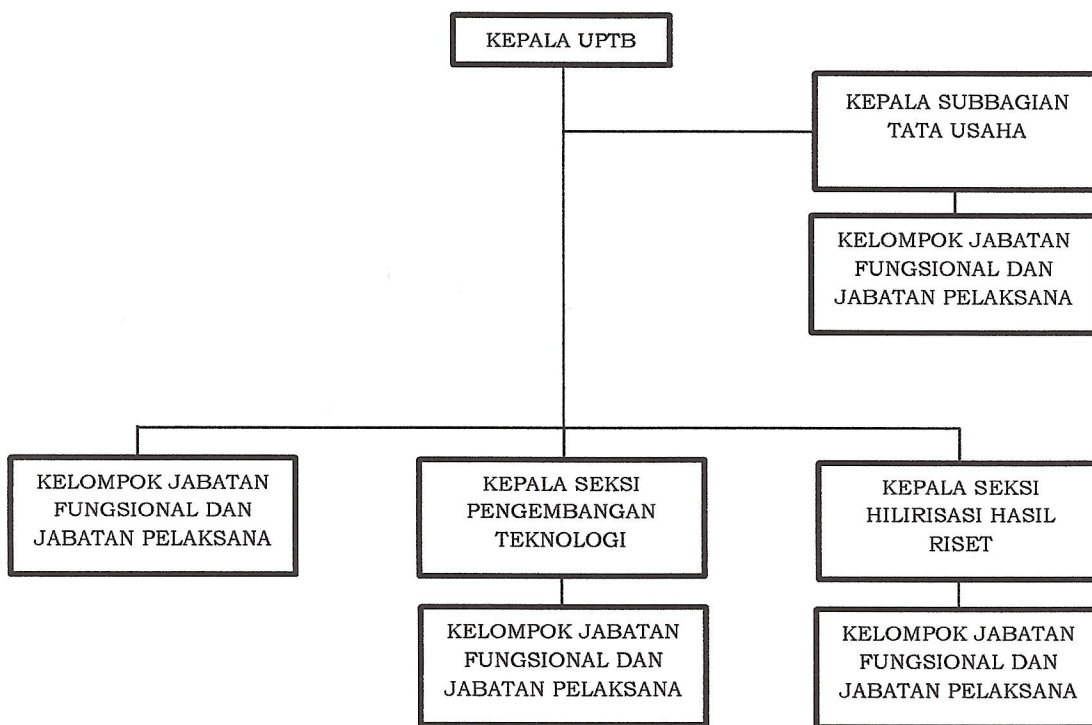 KEPALA UPTB
KEPALA SUBBAGIAN
TATA USAHA
KELOMPOK JABATAN
FUNGSIONAL DAN
JABATAN PELAKSANA
KELOMPOK JABATAN
FUNGSIONAL DAN
JABATAN PELAKSANA
KEPALA SEKSI
PENGEMBANGAN
TEKNOLOGI
KELOMPOK JABATAN
FUNGSIONAL DAN
JABATAN PELAKSANA
KEPALA SEKSI
HILIRISASI HASIL
RISET
KELOMPOK JABATAN
FUNGSIONAL DAN
JABATAN PELAKSANA